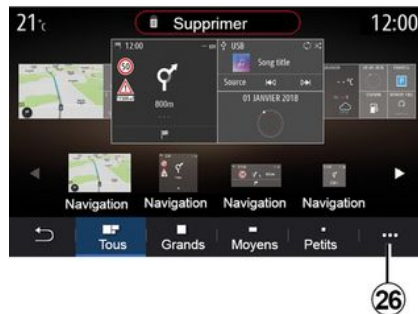 21°c
Supprimer
12:00
12:00
USB
50
Song title
Source
800m
01 JANVIER 2018
--°C
P
Navigation Navigation Navigation Navigation
Tous Grands Moyens Petits
26